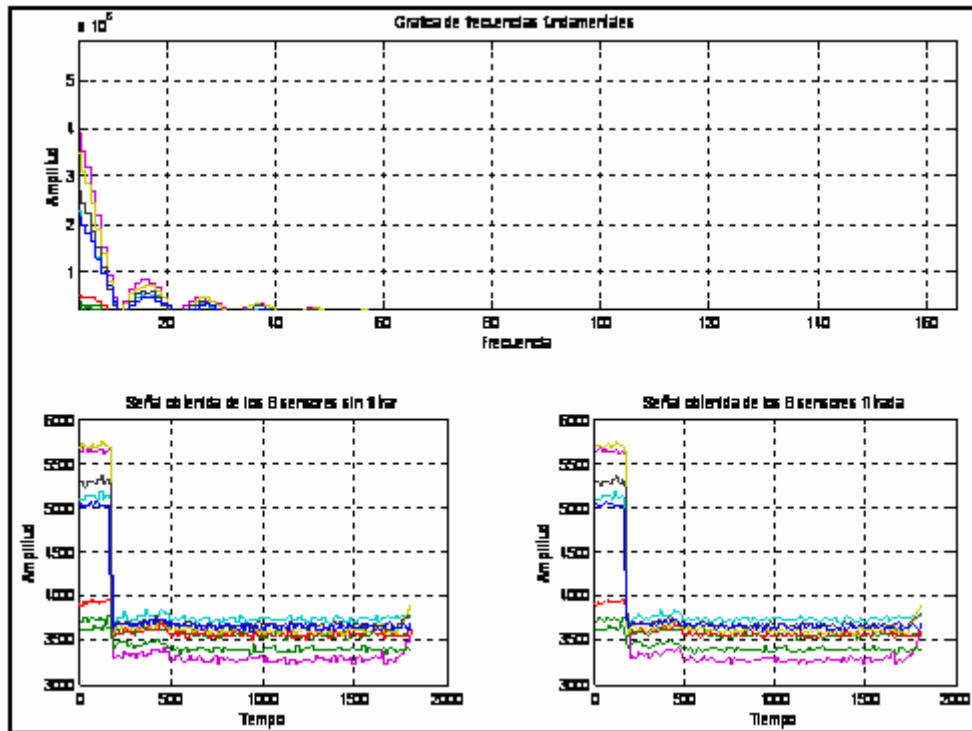 Grafica de frecuencias fundamentales
5
4
3
2
1
Amplitud
20 40 60 80 100 120 140 160
Frecuencia
Señal obtenida de los 8 sensores sin filtrar
6000
5500
5000
4500
4000
3500
3000
Amplitud
0 500 1000 1500 2000
Tiempo
Señal obtenida de los 8 sensores filtrada
6000
5500
5000
4500
4000
3500
3000
Amplitud
0 500 1000 1500 2000
Tiempo